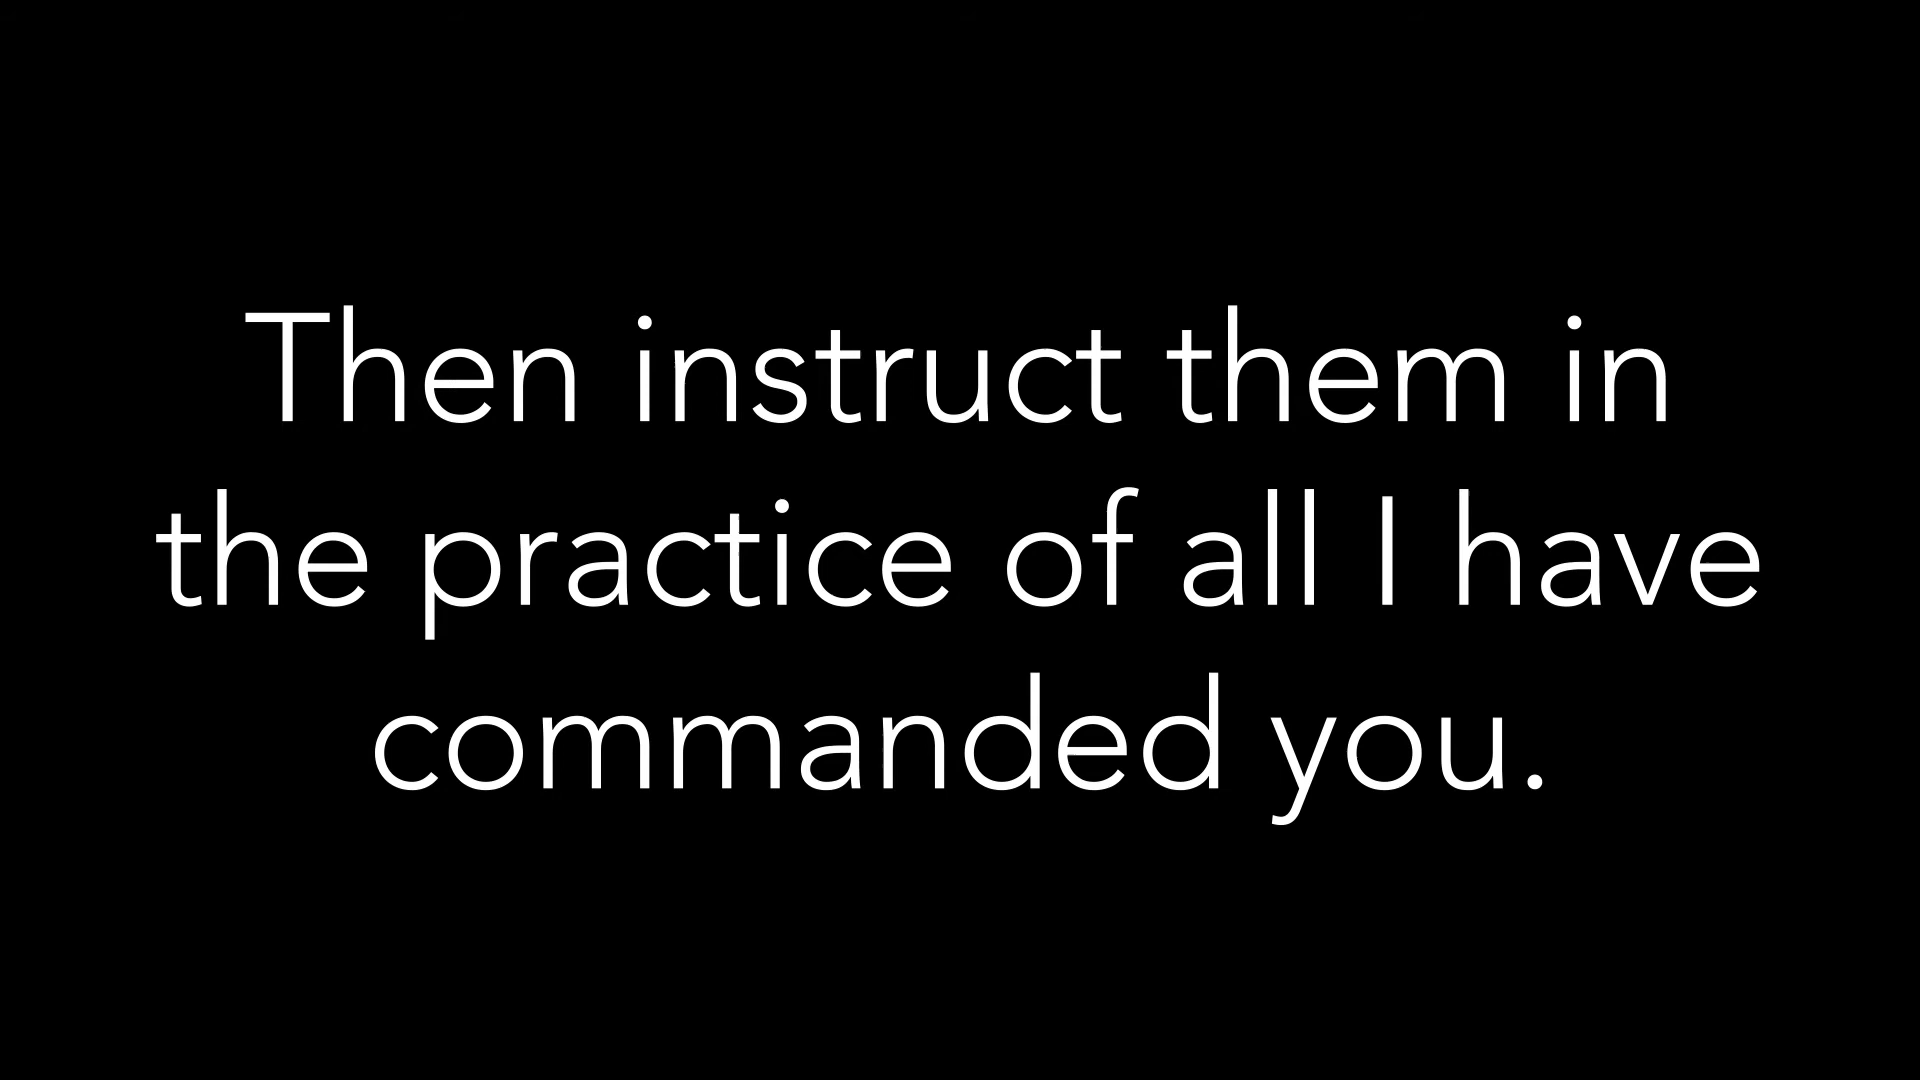 Then instruct them in
the practice of all I have
commanded you.